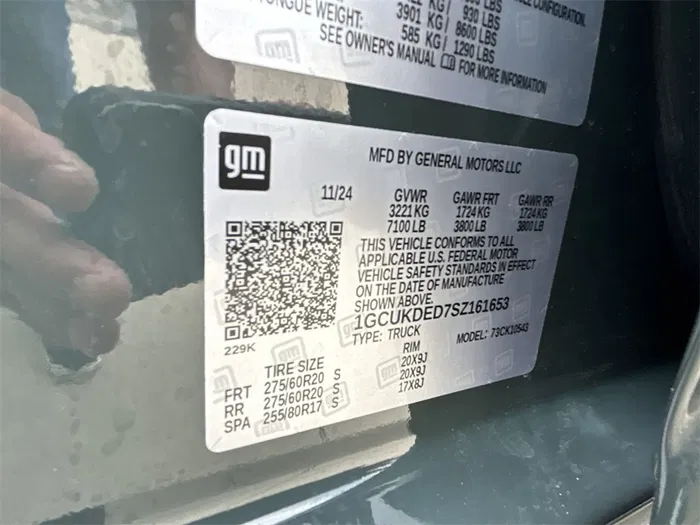 CONFIGURATION.
930 LBS
TONGUE WEIGHT: 3901 KG/ 8600 LBS
585 KG/ 1290 LBS
SEE OWNER'S MANUAL FOR MORE INFORMATION
gm
gm
MFD BY GENERAL MOTORS LLC
11/24 GVWR GAWR FRT GAWR RR
3221 KG 1724 KG 1724 KG
7100 LB 3800 LB 3800 LB
THIS VEHICLE CONFORMS TO ALL
APPLICABLE U.S. FEDERAL MOTOR
VEHICLE SAFETY STANDARDS IN EFFECT
ON THE DATE OF MANUFACTURE
SHOWN ABOVE.
1GCUKDED7SZ161653
229K TYPE: TRUCK MODEL: 73CK10543
TIRE SIZE RIM
FRT 275/60R20 S 20X9J
RR 275/60R20 S 20X9J
SPA 255/80R17 S 17X8J